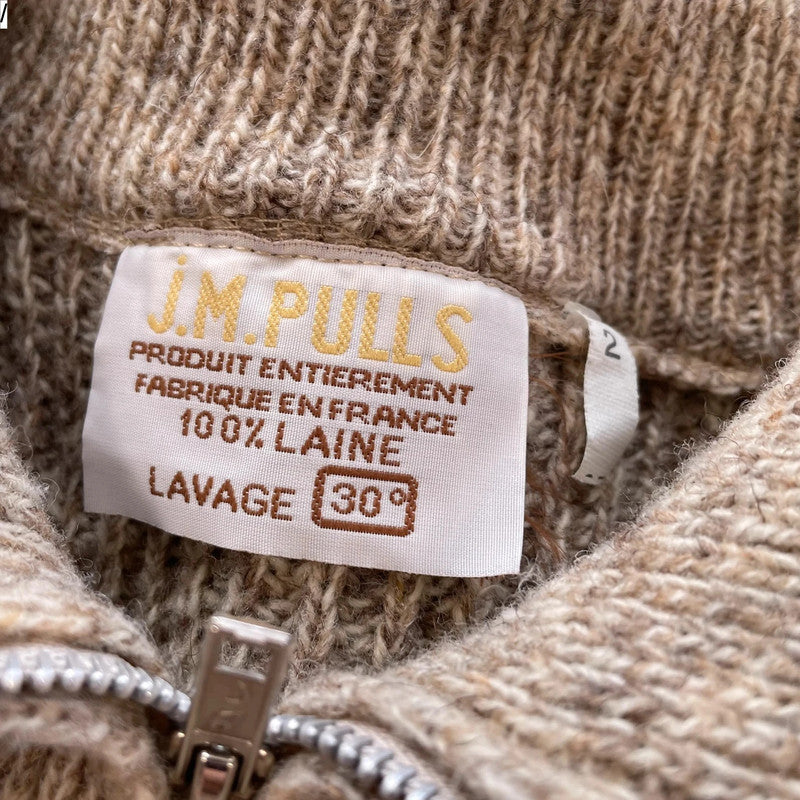 J.M.PULLS
PRODUIT ENTIEREMENT
FABRIQUE EN FRANCE
100% LAINE
LAVAGE 30°
2